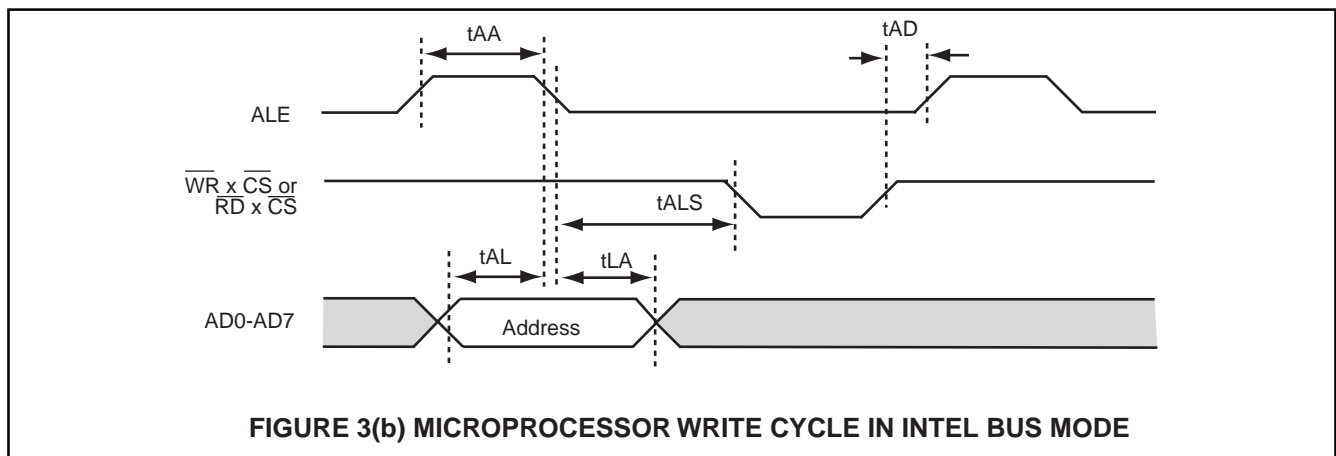 tAA
tAD
ALE
WR x CS or
RD x CS
tALS
tAL
tLA
AD0-AD7
Address
FIGURE 3(b) MICROPROCESSOR WRITE CYCLE IN INTEL BUS MODE